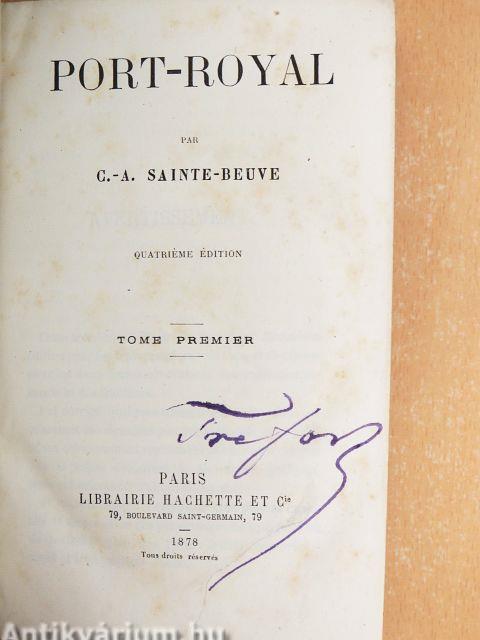 PORT-ROYAL
PAR
C.-A. SAINTE-BEUVE
QUATRIÈME ÉDITION
TOME PREMIER
Trefort
PARIS
LIBRAIRIE HACHETTE ET Cie
79, BOULEVARD SAINT-GERMAIN, 79
1878
Tous droits réservés
Antikvárium.hu